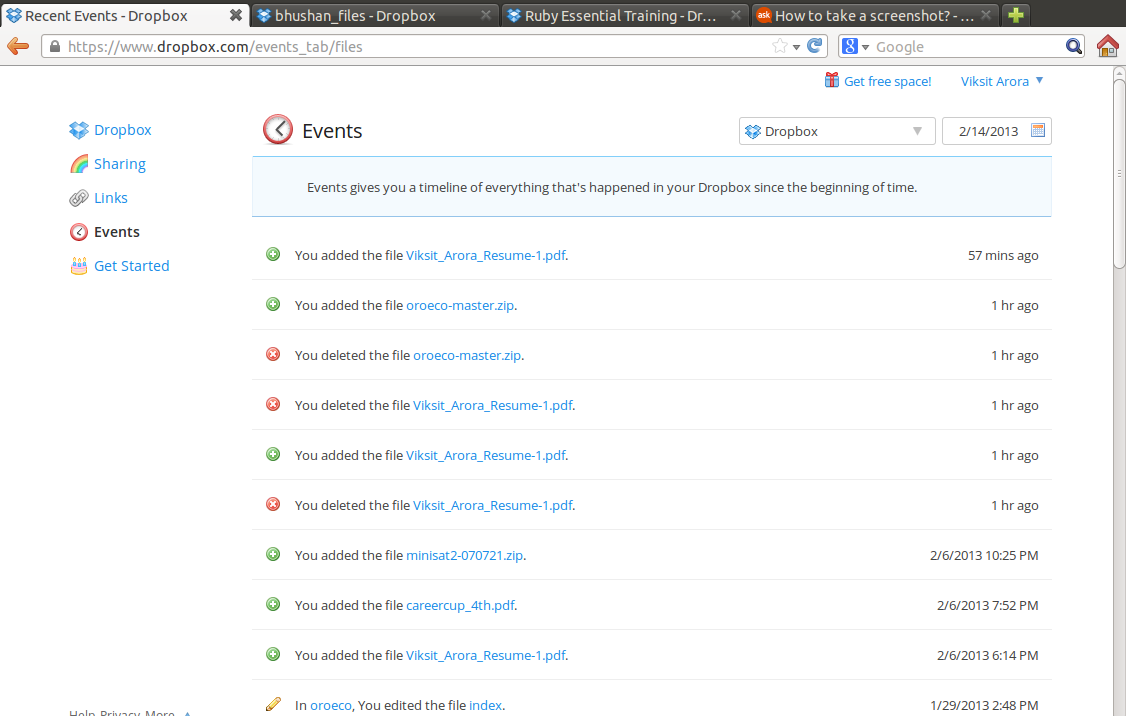 Recent Events - Dropbox
bhushan_files - Dropbox
Ruby Essential Training - Dr...
ask How to take a screenshot? - ...
https://www.dropbox.com/events_tab/files
8 Google
Get free space! Viksit Arora
Dropbox
Sharing
Links
Events
Get Started
Events
Dropbox
2/14/2013
Events gives you a timeline of everything that's happened in your Dropbox since the beginning of time.
You added the file Viksit_Arora_Resume-1.pdf. 57 mins ago
You added the file oroeco-master.zip. 1 hr ago
You deleted the file oroeco-master.zip. 1 hr ago
You deleted the file Viksit_Arora_Resume-1.pdf. 1 hr ago
You added the file Viksit_Arora_Resume-1.pdf. 1 hr ago
You deleted the file Viksit_Arora_Resume-1.pdf. 1 hr ago
You added the file minisat2-070721.zip. 2/6/2013 10:25 PM
You added the file careercup_4th.pdf. 2/6/2013 7:52 PM
You added the file Viksit_Arora_Resume-1.pdf. 2/6/2013 6:14 PM
In oroeco, You edited the file index. 1/29/2013 2:48 PM
Help Privacy More